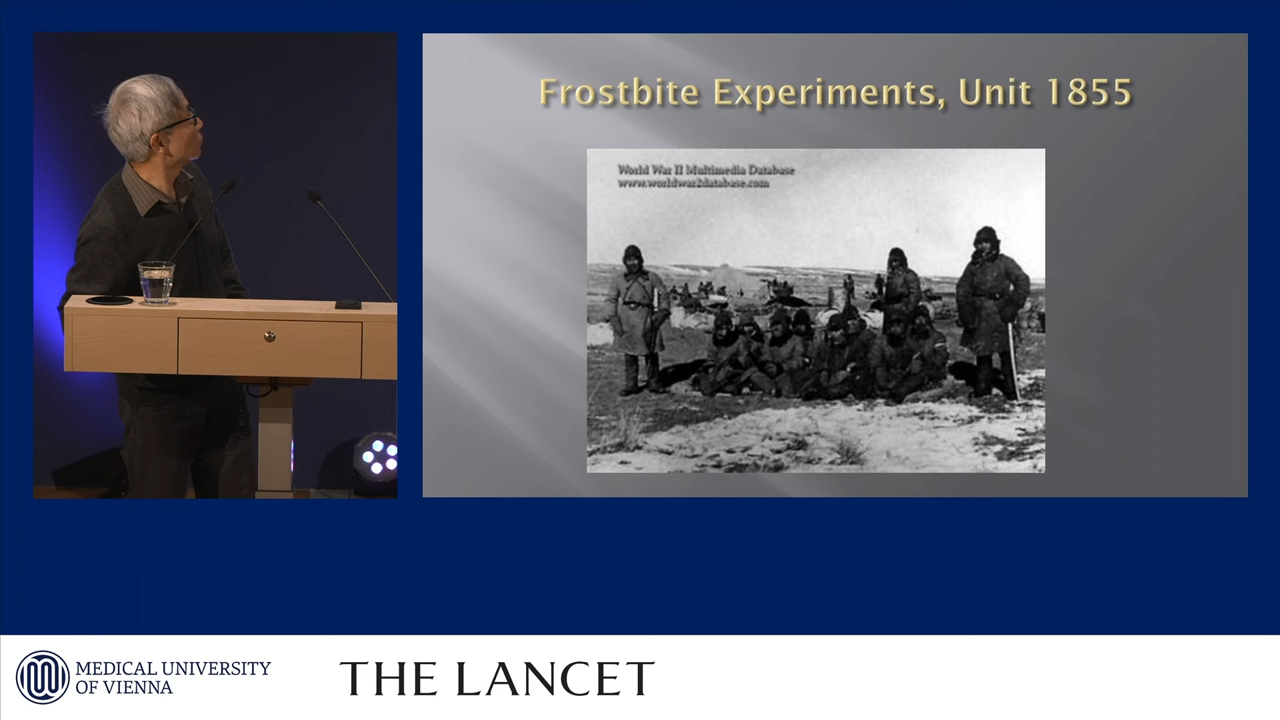 Frostbite Experiments, Unit 1855
World War II Multimedia Database
www.worldwar2database.com
MEDICAL UNIVERSITY
OF VIENNA
THE LANCET